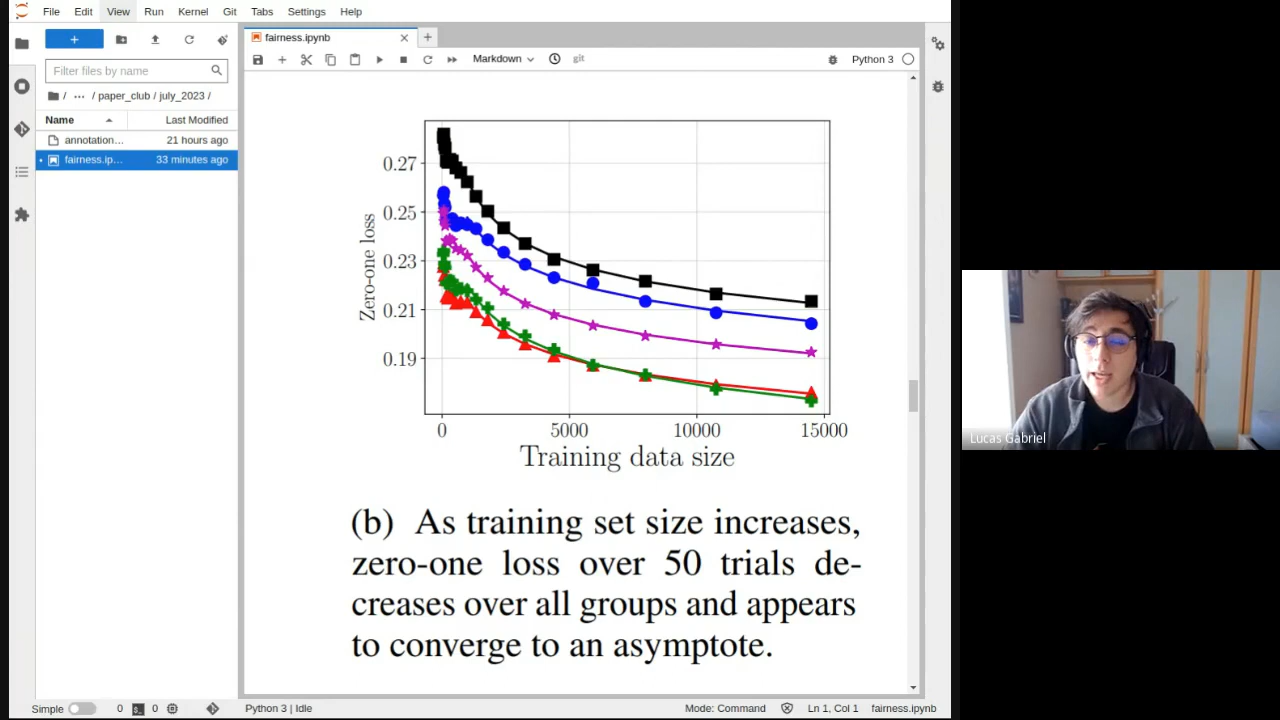 File Edit View Run Kernel Git Tabs Settings Help
+
Filter files by name
/ ... / paper_club / july_2023 /
Name Last Modified
annotation... 21 hours ago
fairness.ip... 33 minutes ago
fairness.ipynb
Markdown git Python 3
0.27
0.25
0.23
0.21
0.19
Zero-one loss
0 5000 10000 15000
Training data size
(b) As training set size increases,
zero-one loss over 50 trials de-
creases over all groups and appears
to converge to an asymptote.
Lucas Gabriel
Simple 0 0 Python 3 | Idle Mode: Command Ln 1, Col 1 fairness.ipynb